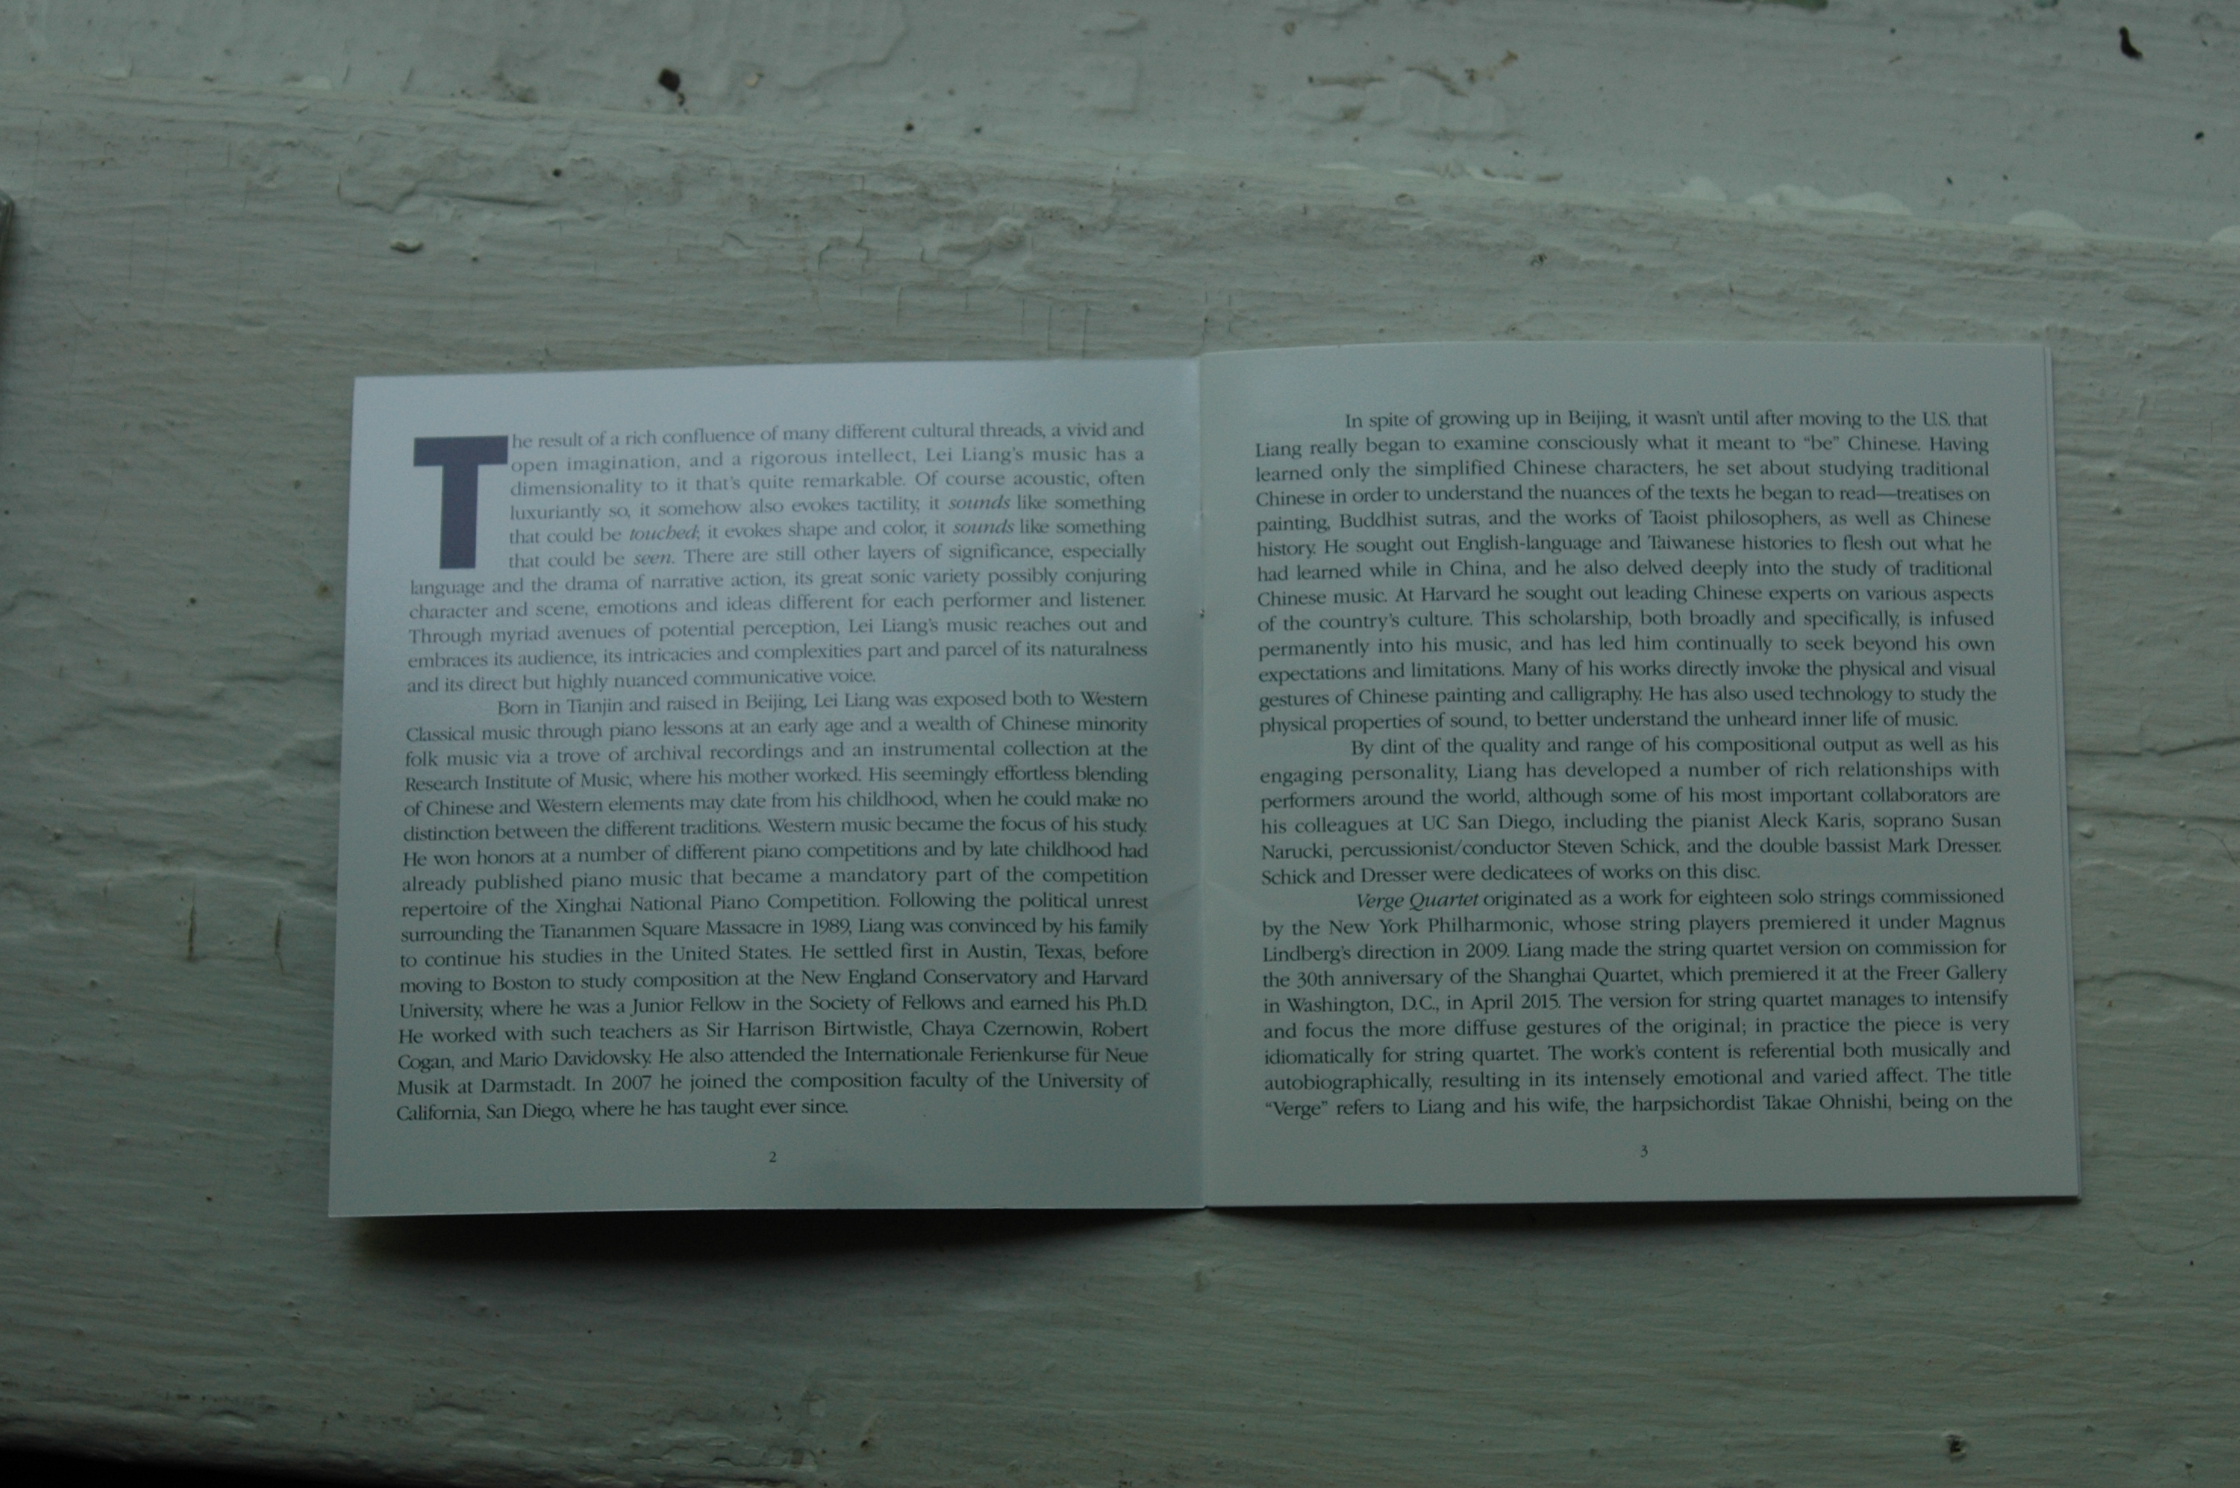 The result of a rich confluence of many different cultural threads, a vivid and
open imagination, and a rigorous intellect, Lei Liang's music has a
dimensionality to it that's quite remarkable. Of course acoustic, often
luxuriantly so, it somehow also evokes tactility, it sounds like something
that could be touched; it evokes shape and color, it sounds like something
that could be seen. There are still other layers of significance, especially
language and the drama of narrative action, its great sonic variety possibly conjuring
character and scene, emotions and ideas different for each performer and listener.
Through myriad avenues of potential perception, Lei Liang's music reaches out and
embraces its audience, its intricacies and complexities part and parcel of its naturalness
and its direct but highly nuanced communicative voice.
Born in Tianjin and raised in Beijing, Lei Liang was exposed both to Western
Classical music through piano lessons at an early age and a wealth of Chinese minority
folk music via a trove of archival recordings and an instrumental collection at the
Research Institute of Music, where his mother worked. His seemingly effortless blending
of Chinese and Western elements may date from his childhood, when he could make no
distinction between the different traditions. Western music became the focus of his study.
He won honors at a number of different piano competitions and by late childhood had
already published piano music that became a mandatory part of the competition
repertoire of the Xinghai National Piano Competition. Following the political unrest
surrounding the Tiananmen Square Massacre in 1989, Liang was convinced by his family
to continue his studies in the United States. He settled first in Austin, Texas, before
moving to Boston to study composition at the New England Conservatory and Harvard
University, where he was a Junior Fellow in the Society of Fellows and earned his Ph.D.
He worked with such teachers as Sir Harrison Birtwistle, Chaya Czernowin, Robert
Cogan, and Mario Davidovsky. He also attended the Internationale Ferienkurse für Neue
Musik at Darmstadt. In 2007 he joined the composition faculty of the University of
California, San Diego, where he has taught ever since.
2
In spite of growing up in Beijing, it wasn't until after moving to the U.S. that
Liang really began to examine consciously what it meant to "be" Chinese. Having
learned only the simplified Chinese characters, he set about studying traditional
Chinese in order to understand the nuances of the texts he began to read—treatises on
painting, Buddhist sutras, and the works of Taoist philosophers, as well as Chinese
history. He sought out English-language and Taiwanese histories to flesh out what he
had learned while in China, and he also delved deeply into the study of traditional
Chinese music. At Harvard he sought out leading Chinese experts on various aspects
of the country's culture. This scholarship, both broadly and specifically, is infused
permanently into his music, and has led him continually to seek beyond his own
expectations and limitations. Many of his works directly invoke the physical and visual
gestures of Chinese painting and calligraphy. He has also used technology to study the
physical properties of sound, to better understand the unheard inner life of music.
By dint of the quality and range of his compositional output as well as his
engaging personality, Liang has developed a number of rich relationships with
performers around the world, although some of his most important collaborators are
his colleagues at UC San Diego, including the pianist Aleck Karis, soprano Susan
Narucki, percussionist/conductor Steven Schick, and the double bassist Mark Dresser.
Schick and Dresser were dedicatees of works on this disc.
Verge Quartet originated as a work for eighteen solo strings commissioned
by the New York Philharmonic, whose string players premiered it under Magnus
Lindberg's direction in 2009. Liang made the string quartet version on commission for
the 30th anniversary of the Shanghai Quartet, which premiered it at the Freer Gallery
in Washington, D.C., in April 2015. The version for string quartet manages to intensify
and focus the more diffuse gestures of the original; in practice the piece is very
idiomatically for string quartet. The work's content is referential both musically and
autobiographically, resulting in its intensely emotional and varied affect. The title
"Verge" refers to Liang and his wife, the harpsichordist Takae Ohnishi, being on the
3